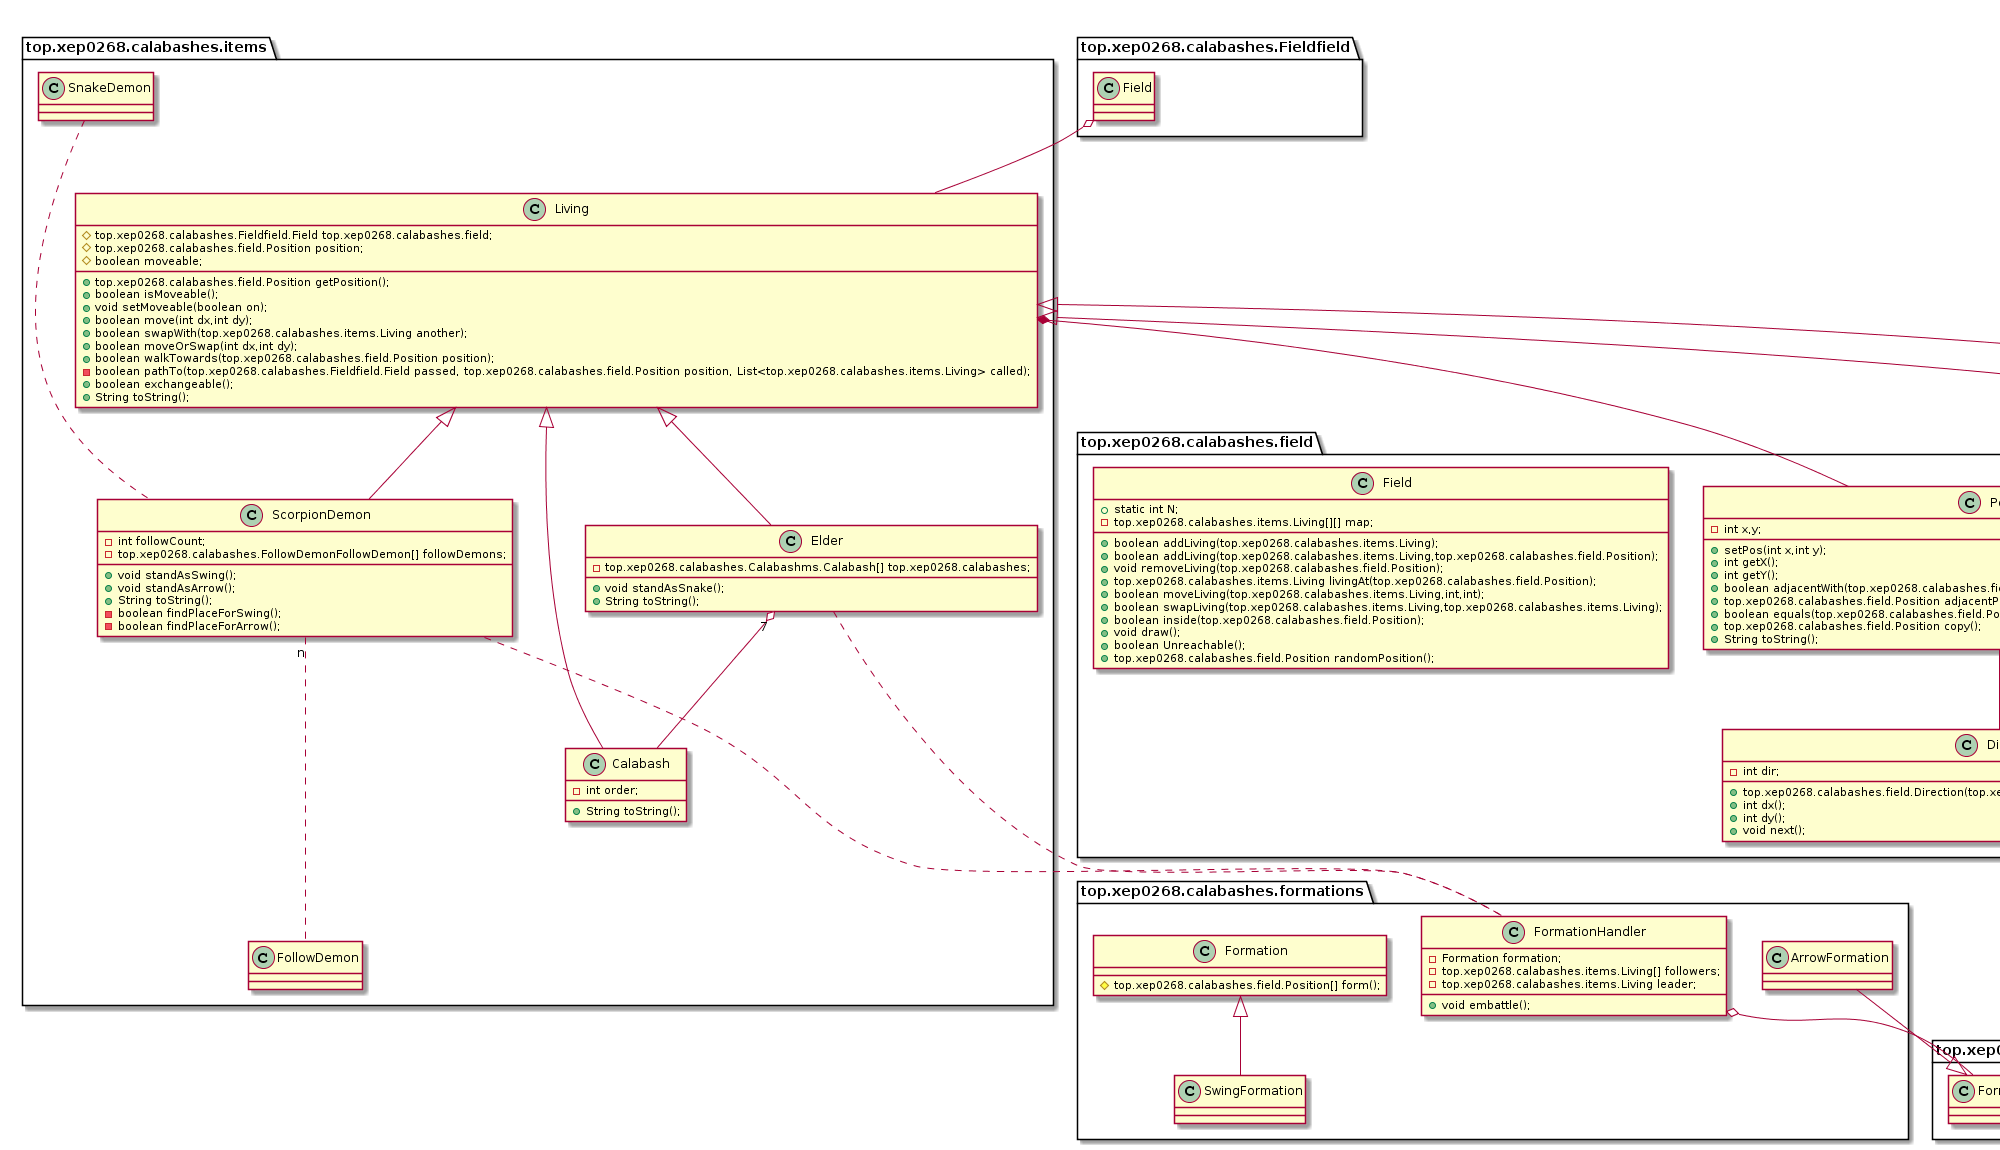 top.xep0268.calabashes.items
SnakeDemon
Living
top.xep0268.calabashes.Fieldfield.Field top.xep0268.calabashes.field;
top.xep0268.calabashes.field.Position position;
boolean moveable;
top.xep0268.calabashes.field.Position getPosition();
boolean isMoveable();
void setMoveable(boolean on);
boolean move(int dx,int dy);
boolean swapWith(top.xep0268.calabashes.items.Living another);
boolean moveOrSwap(int dx,int dy);
boolean walkTowards(top.xep0268.calabashes.field.Position position);
boolean pathTo(top.xep0268.calabashes.Fieldfield.Field passed, top.xep0268.calabashes.field.Position position, List<top.xep0268.calabashes.items.Living> called);
boolean exchangeable();
String toString();
ScorpionDemon
int followCount;
top.xep0268.calabashes.FollowDemonFollowDemon[] followDemons;
void standAsSwing();
void standAsArrow();
String toString();
boolean findPlaceForSwing();
boolean findPlaceForArrow();
n
Elder
top.xep0268.calabashes.Calabashms.Calabash[] top.xep0268.calabashes;
void standAsSnake();
String toString();
7
Calabash
int order;
String toString();
FollowDemon
top.xep0268.calabashes.Fieldfield
Field
top.xep0268.calabashes.field
Field
static int N;
top.xep0268.calabashes.items.Living[][] map;
boolean addLiving(top.xep0268.calabashes.items.Living);
boolean addLiving(top.xep0268.calabashes.items.Living,top.xep0268.calabashes.field.Position);
void removeLiving(top.xep0268.calabashes.field.Position);
top.xep0268.calabashes.items.Living livingAt(top.xep0268.calabashes.field.Position);
boolean moveLiving(top.xep0268.calabashes.items.Living,int,int);
boolean swapLiving(top.xep0268.calabashes.items.Living,top.xep0268.calabashes.items.Living);
boolean inside(top.xep0268.calabashes.field.Position);
void draw();
boolean Unreachable();
top.xep0268.calabashes.field.Position randomPosition();
int x,y;
setPos(int x,int y);
int getX();
int getY();
boolean adjacentWith(top.xep0268.calabashes.fi
top.xep0268.calabashes.field.Position adjacentP
boolean equals(top.xep0268.calabashes.field.Po
top.xep0268.calabashes.field.Position copy();
String toString();
Di
int dir;
top.xep0268.calabashes.field.Direction(top.xe
int dx();
int dy();
void next();
top.xep0268.calabashes.formations
Formation
top.xep0268.calabashes.field.Position[] form();
SwingFormation
FormationHandler
Formation formation;
top.xep0268.calabashes.items.Living[] followers;
top.xep0268.calabashes.items.Living leader;
void embattle();
ArrowFormation
top.xep0